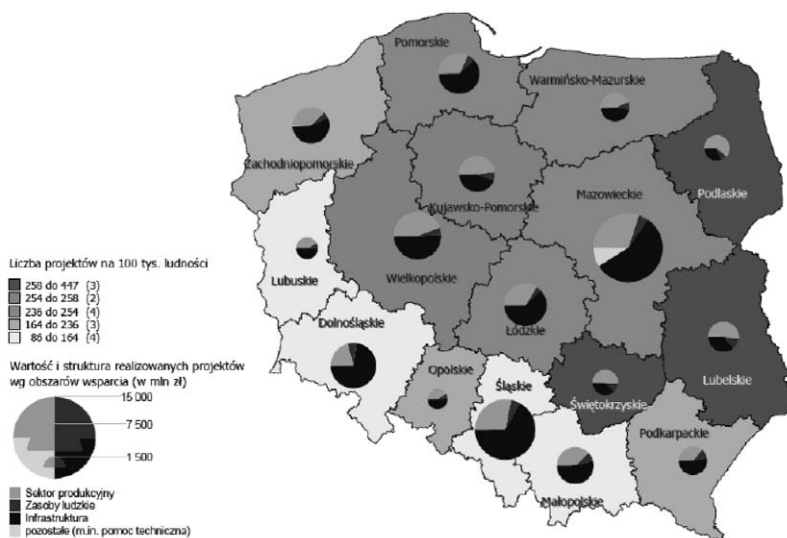 Pomorskie
Warmińsko-Mazurskie
Zachodniopomorskie
Kujawsko-Pomorskie
Mazowieckie
Podlaskie
Lubuskie
Wielkopolskie
Łódzkie
Dolnośląskie
Opolskie
Śląskie
Świętokrzyskie
Lubelskie
Małopolskie
Podkarpackie
Liczba projektów na 100 tys. ludności
258 do 447 (3)
254 do 258 (2)
236 do 254 (4)
164 do 236 (3)
86 do 164 (4)
Wartość i struktura realizowanych projektów
wg obszarów wsparcia (w mln zł)
15 000
7 500
1 500
Sektor produkcyjny
Zasoby ludzkie
Infrastruktura
pozostałe (m.in. pomoc techniczna)